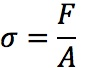 σ = F/A